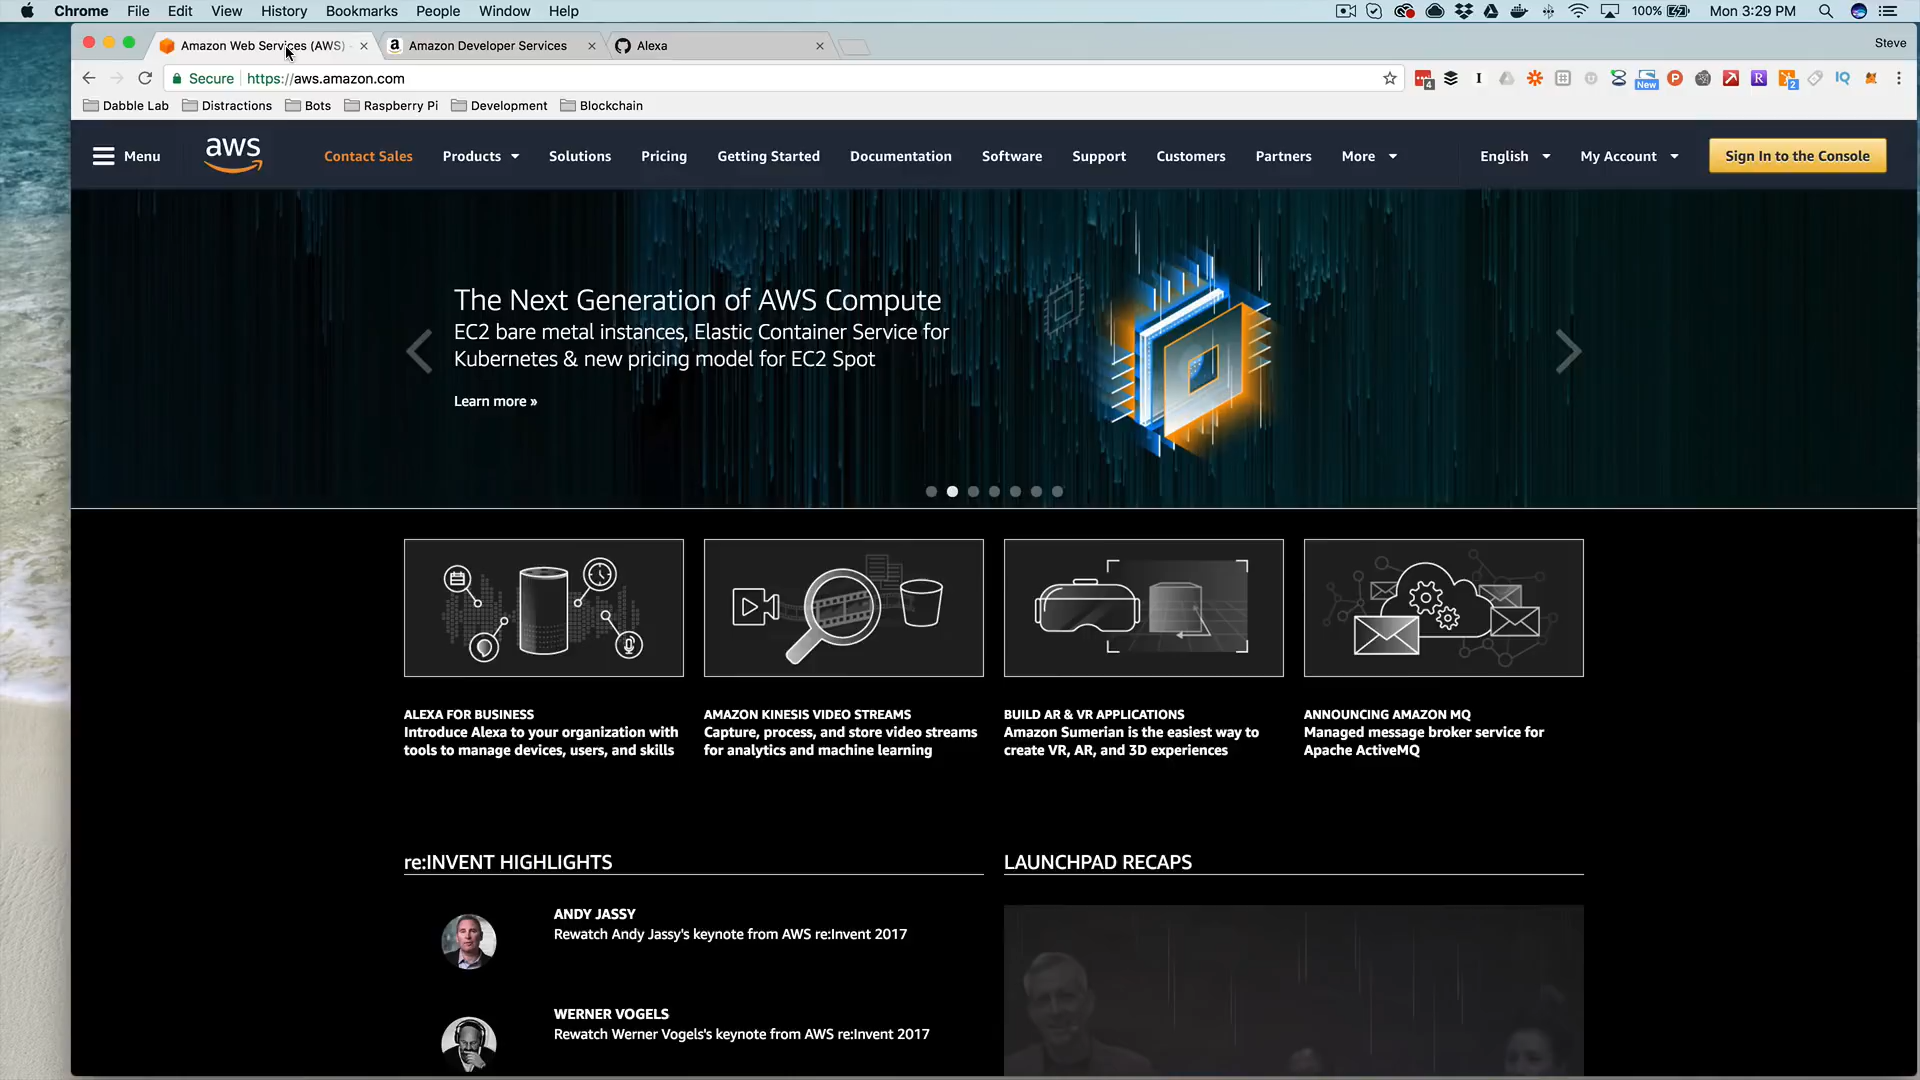 Chrome File Edit View History Bookmarks People Window Help 100% Mon 3:29 PM
Amazon Web Services (AWS) Amazon Developer Services Alexa Steve
Secure https://aws.amazon.com 4 New 2
Dabble Lab Distractions Bots Raspberry Pi Development Blockchain
Menu aws Contact Sales Products Solutions Pricing Getting Started Documentation Software Support Customers Partners More English My Account Sign In to the Console
The Next Generation of AWS Compute
EC2 bare metal instances, Elastic Container Service for
Kubernetes & new pricing model for EC2 Spot
Learn more »
ALEXA FOR BUSINESS
Introduce Alexa to your organization with
tools to manage devices, users, and skills
AMAZON KINESIS VIDEO STREAMS
Capture, process, and store video streams
for analytics and machine learning
BUILD AR & VR APPLICATIONS
Amazon Sumerian is the easiest way to
create VR, AR, and 3D experiences
ANNOUNCING AMAZON MQ
Managed message broker service for
Apache ActiveMQ
re:INVENT HIGHLIGHTS
ANDY JASSY
Rewatch Andy Jassy's keynote from AWS re:Invent 2017
WERNER VOGELS
Rewatch Werner Vogels's keynote from AWS re:Invent 2017
LAUNCHPAD RECAPS